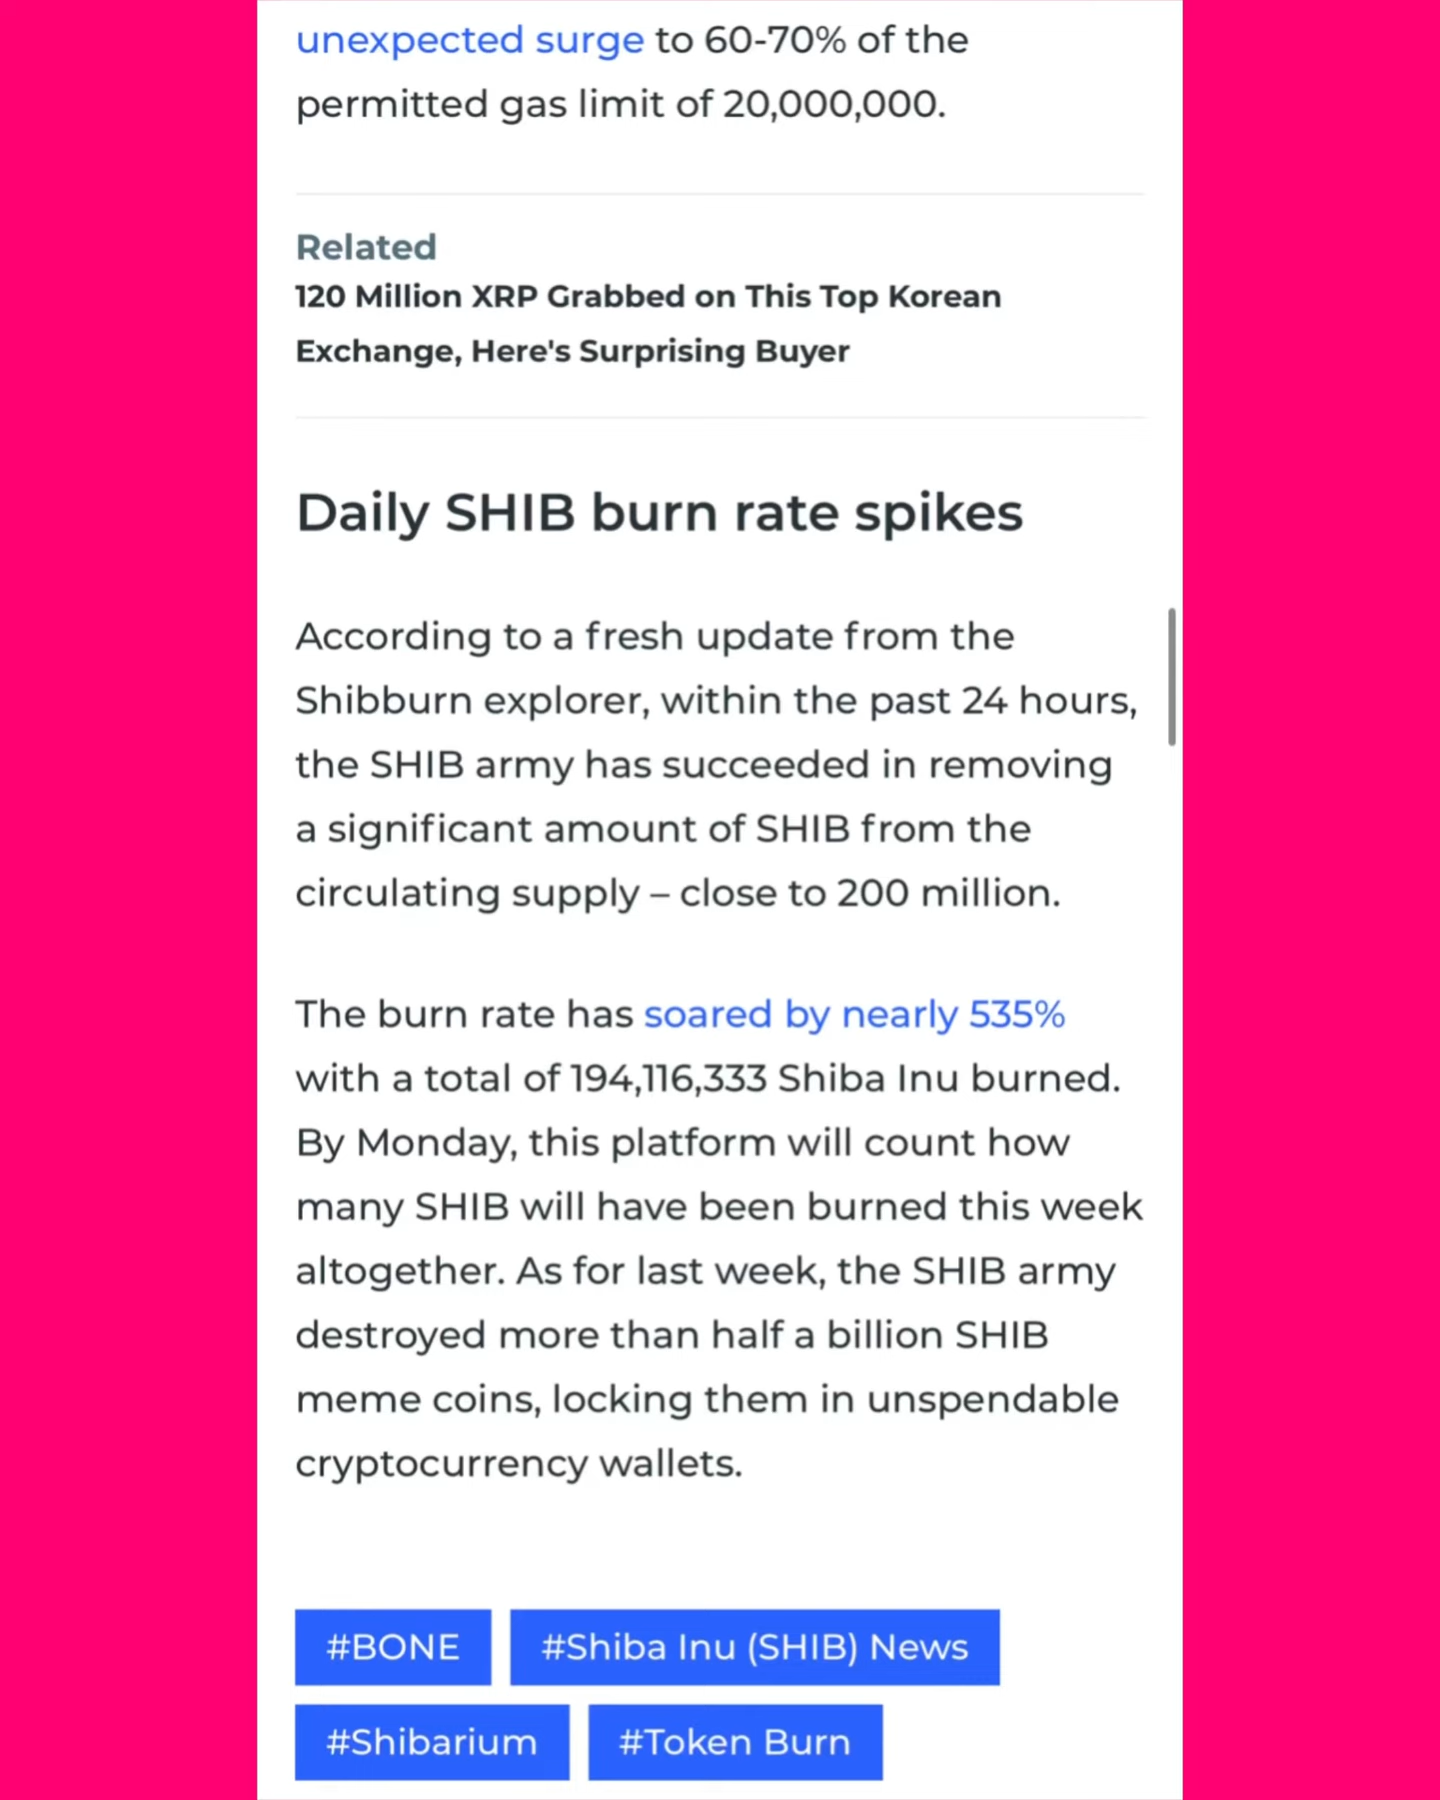 unexpected surge to 60-70% of the
permitted gas limit of 20,000,000.
Related
120 Million XRP Grabbed on This Top Korean
Exchange, Here's Surprising Buyer
Daily SHIB burn rate spikes
According to a fresh update from the
Shibburn explorer, within the past 24 hours,
the SHIB army has succeeded in removing
a significant amount of SHIB from the
circulating supply – close to 200 million.
The burn rate has soared by nearly 535%
with a total of 194,116,333 Shiba Inu burned.
By Monday, this platform will count how
many SHIB will have been burned this week
altogether. As for last week, the SHIB army
destroyed more than half a billion SHIB
meme coins, locking them in unspendable
cryptocurrency wallets.
#BONE #Shiba Inu (SHIB) News
#Shibarium #Token Burn